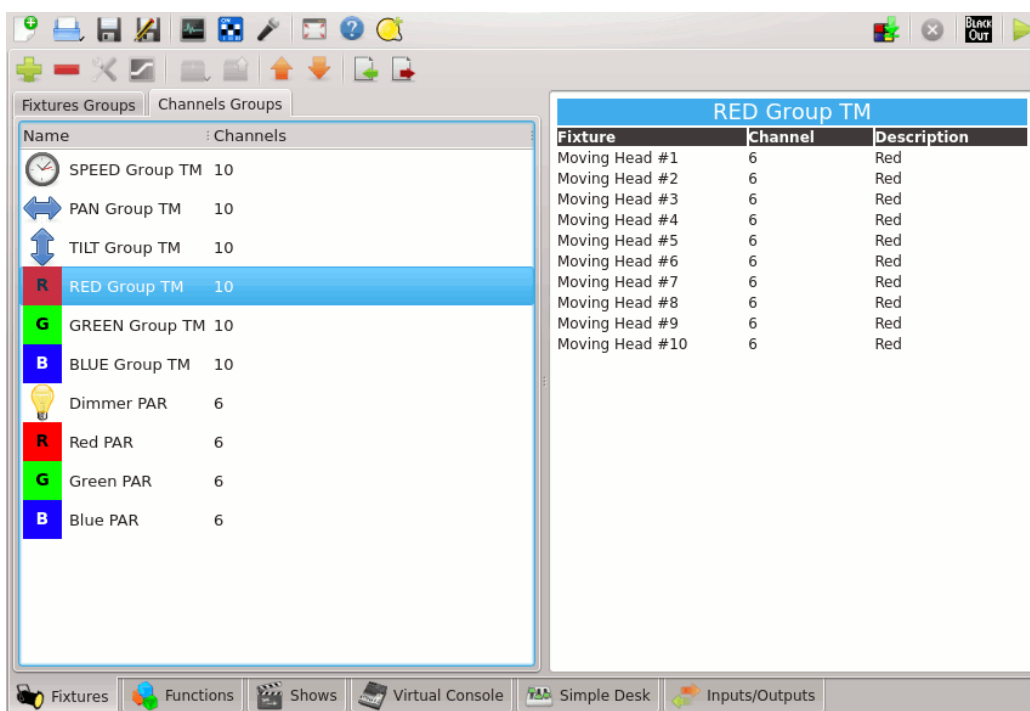 BLACK
OUT
Fixtures Groups Channels Groups
Name Channels
SPEED Group TM 10
PAN Group TM 10
TILT Group TM 10
R RED Group TM 10
G GREEN Group TM 10
B BLUE Group TM 10
Dimmer PAR 6
R Red PAR 6
G Green PAR 6
B Blue PAR 6
RED Group TM
Fixture Channel Description
Moving Head #1 6 Red
Moving Head #2 6 Red
Moving Head #3 6 Red
Moving Head #4 6 Red
Moving Head #5 6 Red
Moving Head #6 6 Red
Moving Head #7 6 Red
Moving Head #8 6 Red
Moving Head #9 6 Red
Moving Head #10 6 Red
Fixtures Functions Shows Virtual Console Simple Desk Inputs/Outputs